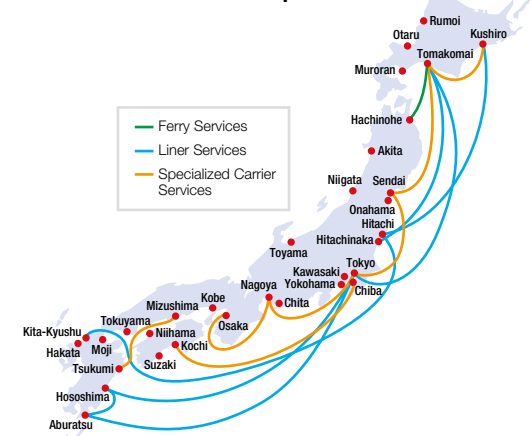 Rumoi
Otaru
Kushiro
Tomakomai
Muroran
Hachinohe
Ferry Services
Liner Services
Specialized Carrier
Services
Akita
Niigata
Sendai
Onahama
Hitachi
Hitachinaka
Toyama
Tokyo
Kawasaki
Yokohama
Chiba
Nagoya
Chita
Kobe
Mizushima
Osaka
Tokuyama
Niihama
Kita-Kyushu
Kochi
Hakata
Moji
Suzaki
Tsukumi
Hososhima
Aburatsu